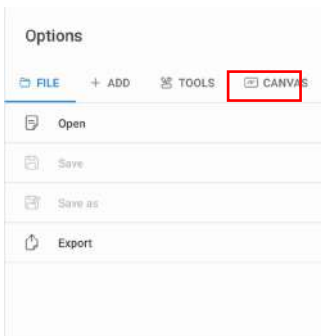 Options
FILE + ADD TOOLS CANVAS
Open
Save
Save as
Export